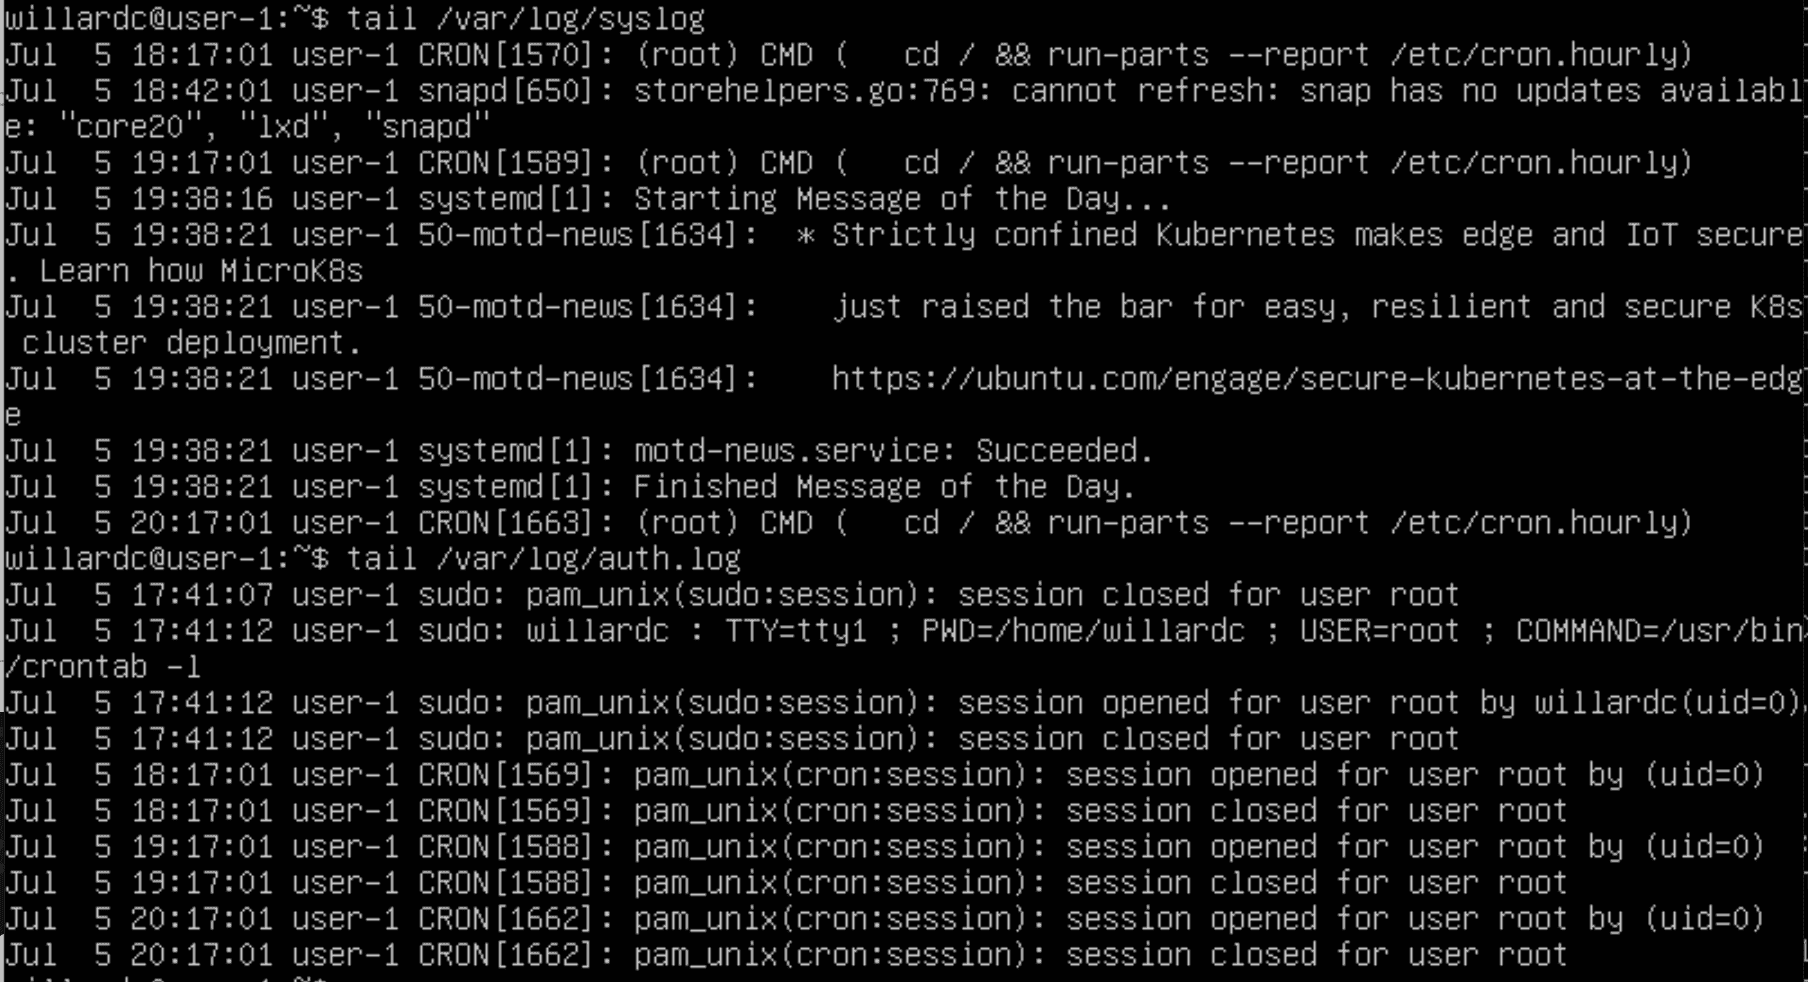 willardc@user-1:~$ tail /var/log/syslog
Jul  5 18:17:01 user-1 CRON[1570]: (root) CMD (   cd / && run-parts --report /etc/cron.hourly)
Jul  5 18:42:01 user-1 snapd[650]: storehelpers.go:769: cannot refresh: snap has no updates availabl
e: "core20", "lxd", "snapd"
Jul  5 19:17:01 user-1 CRON[1589]: (root) CMD (   cd / && run-parts --report /etc/cron.hourly)
Jul  5 19:38:16 user-1 systemd[1]: Starting Message of the Day...
Jul  5 19:38:21 user-1 50-motd-news[1634]:  * Strictly confined Kubernetes makes edge and IoT secure
. Learn how MicroK8s
Jul  5 19:38:21 user-1 50-motd-news[1634]:    just raised the bar for easy, resilient and secure K8s
 cluster deployment.
Jul  5 19:38:21 user-1 50-motd-news[1634]:    https://ubuntu.com/engage/secure-kubernetes-at-the-edg
e
Jul  5 19:38:21 user-1 systemd[1]: motd-news.service: Succeeded.
Jul  5 19:38:21 user-1 systemd[1]: Finished Message of the Day.
Jul  5 20:17:01 user-1 CRON[1663]: (root) CMD (   cd / && run-parts --report /etc/cron.hourly)
willardc@user-1:~$ tail /var/log/auth.log
Jul  5 17:41:07 user-1 sudo: pam_unix(sudo:session): session closed for user root
Jul  5 17:41:12 user-1 sudo: willardc : TTY=tty1 ; PWD=/home/willardc ; USER=root ; COMMAND=/usr/bin
/crontab -l
Jul  5 17:41:12 user-1 sudo: pam_unix(sudo:session): session opened for user root by willardc(uid=0)
Jul  5 17:41:12 user-1 sudo: pam_unix(sudo:session): session closed for user root
Jul  5 18:17:01 user-1 CRON[1569]: pam_unix(cron:session): session opened for user root by (uid=0)
Jul  5 18:17:01 user-1 CRON[1569]: pam_unix(cron:session): session closed for user root
Jul  5 19:17:01 user-1 CRON[1588]: pam_unix(cron:session): session opened for user root by (uid=0)
Jul  5 19:17:01 user-1 CRON[1588]: pam_unix(cron:session): session closed for user root
Jul  5 20:17:01 user-1 CRON[1662]: pam_unix(cron:session): session opened for user root by (uid=0)
Jul  5 20:17:01 user-1 CRON[1662]: pam_unix(cron:session): session closed for user root